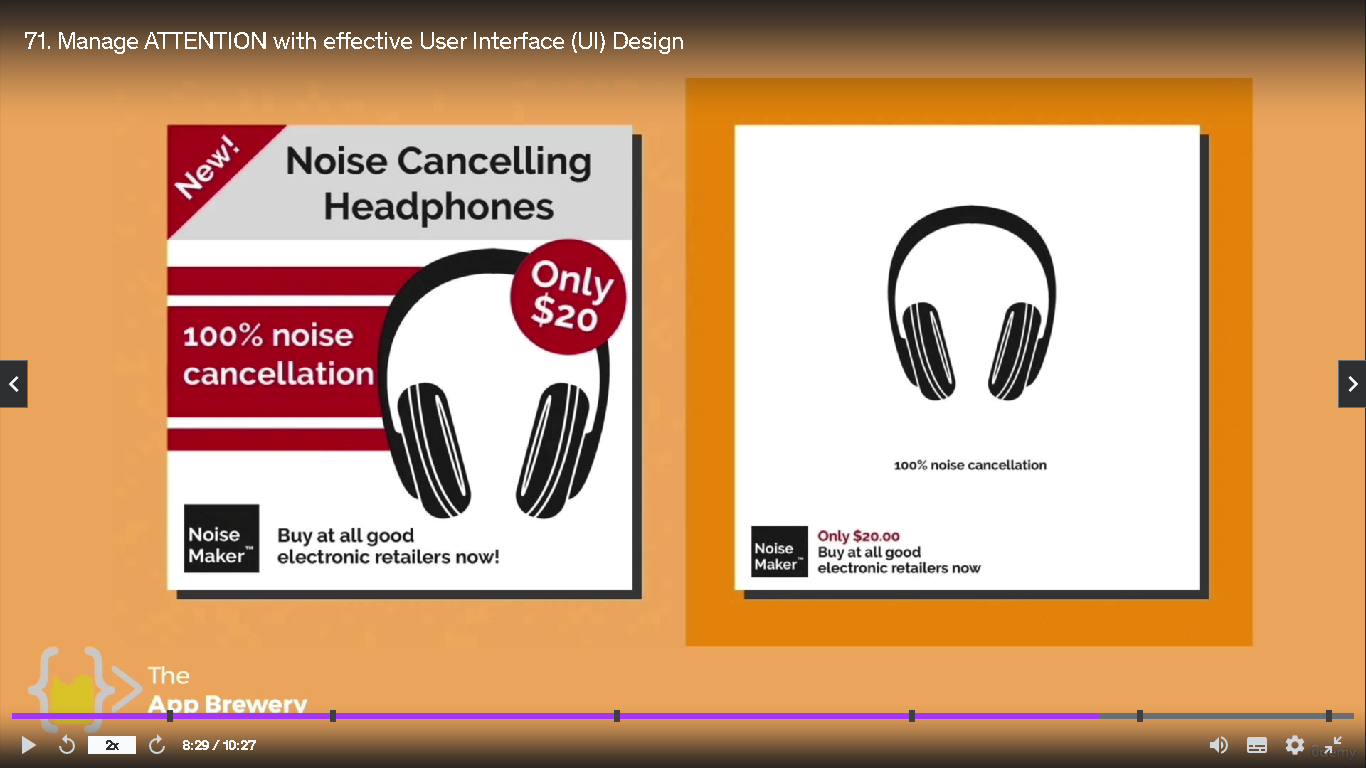 71. Manage ATTENTION with effective User Interface (UI) Design
New!
Noise Cancelling
Headphones
Only
$20
100% noise
cancellation
Noise
Maker™
Buy at all good
electronic retailers now!
100% noise cancellation
Noise
Maker™
Only $20.00
Buy at all good
electronic retailers now
The
App Brewery
2x
8:29 / 10:27
Udemy